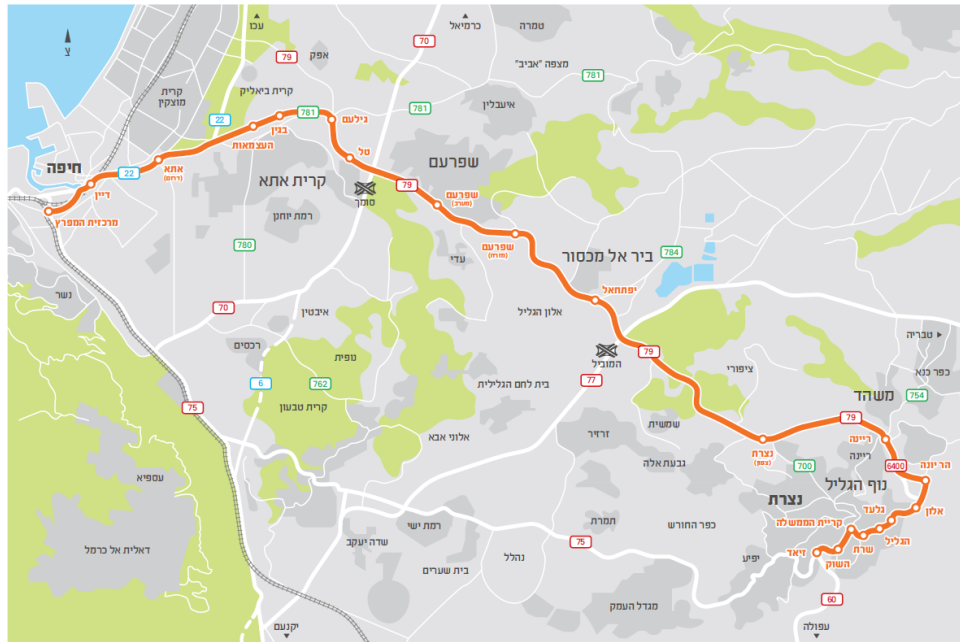 עכו
כרמיאל
טמרה
צ
70
79
אפק
מצפה "אביב"
781
קרית ביאליק
קרית
מוצקין
781
781
איעבלין
22
גילעם
בגין
העצמאות
טל
שפרעם
חיפה
אתא
(דרום)
22
קרית אתא
79
סומך
דיין
שפרעם
(מערב)
רמת יוחנן
מרכזית המפרץ
שפרעם
(מזרח)
780
עדי
ביר אל מכסור
784
נשר
יפתחאל
70
איבטין
אלון הגליל
טבריה
רכסים
נופית
המוביל
79
ציפורי
כפר כנא
6
762
בית לחם הגלילית
77
משהד
754
75
קרית טבעון
זרזיר
שמשית
79
אלוני אבא
ריינה
נצרת
(צפון)
ריינה
גבעת אלה
700
6400
הר יונה
עספיא
נוף הגליל
נצרת
גלעד
אלון
רמת ישי
תמרת
כפר החורש
קריית הממשלה
הגליל
שדה יעקב
75
שרת
דאלית אל כרמל
נהלל
יפיע
זיאד
השוק
בית שערים
מגדל העמק
60
יקנעם
עפולה